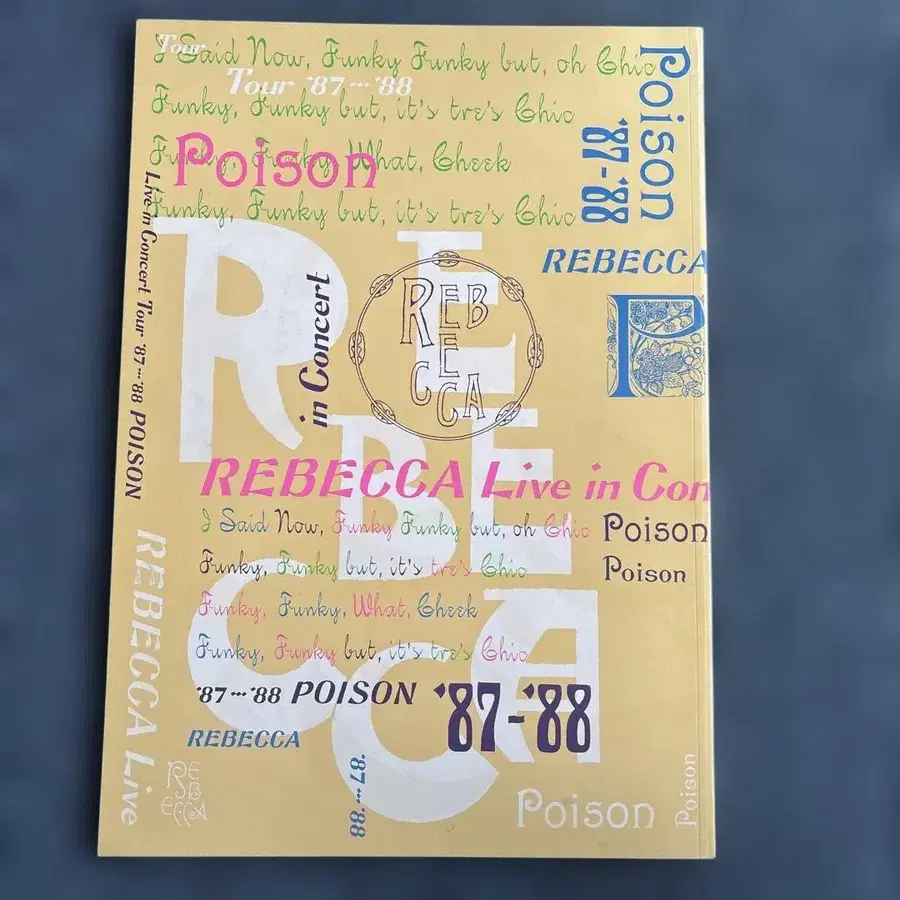 Tour
I Said Now, Funky Funky but, oh Chic
Tour '87…'88
Funky, Funky but, it's tre's Chic
Poison
Funky, Funky, What, Cheek
Funky, Funky but, it's tre's Chic
Poison
'87-'88
REBECCA
P
Live in Concert Tour '87…'88 POISON
REBECCA
in Concert
REBECCA
REBECCA Live in Con
I Said Now, Funky Funky but, oh Chic
Poison
Funky, Funky but, it's tre's Chic
Poison
Funky, Funky, What, Cheek
Funky, Funky but, it's tre's Chic
'87…'88 POISON
'87-'88
REBECCA
REBECCA Live
REBECCA
'87…'88
Poison
Poison